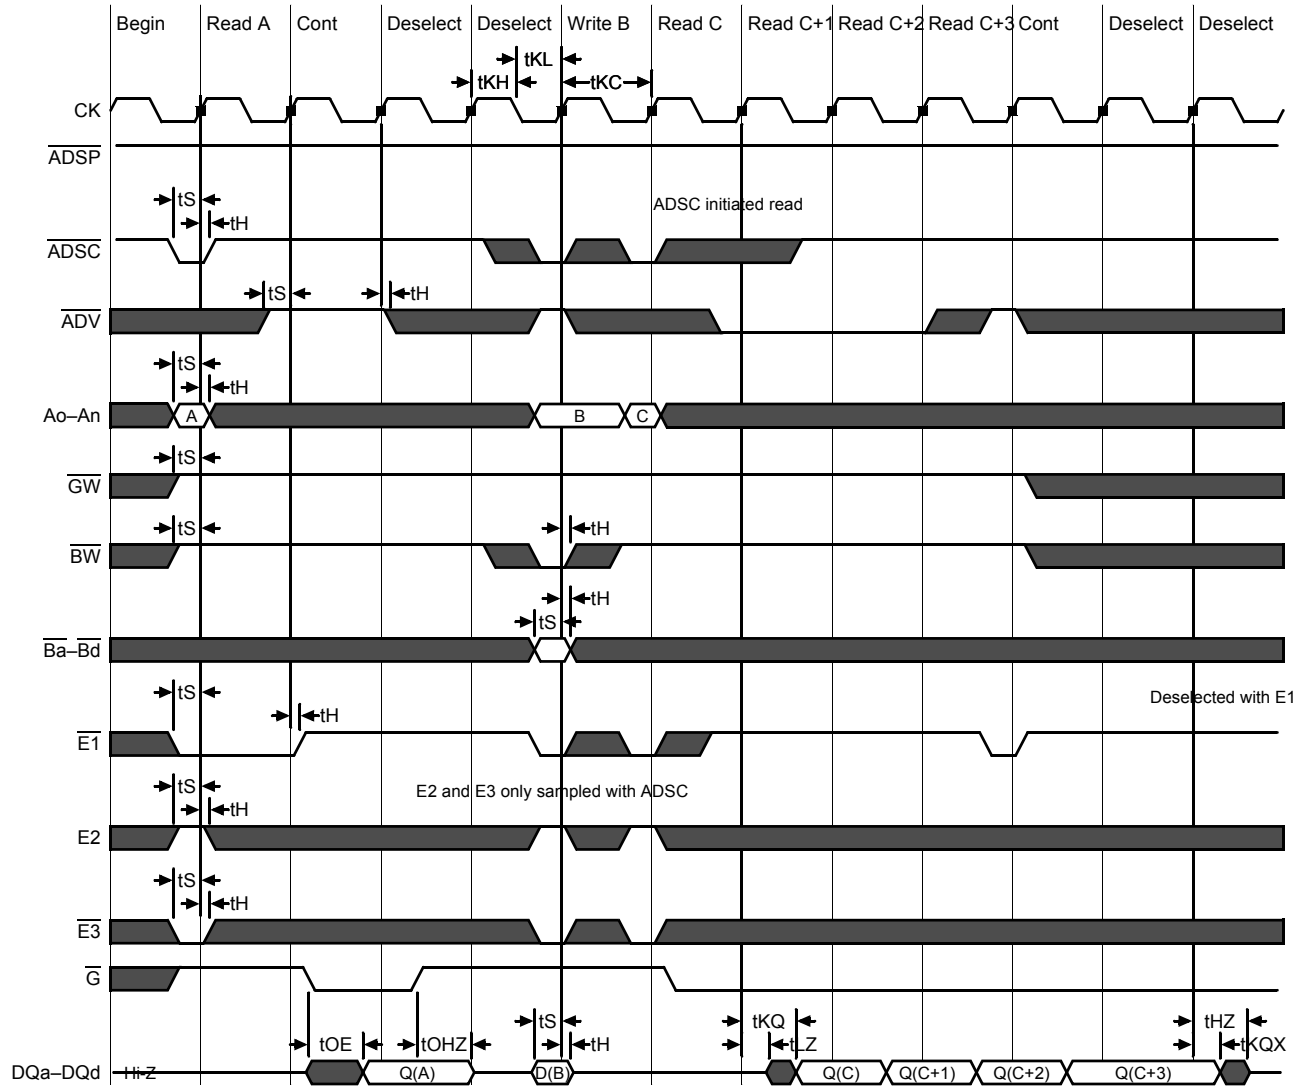 Begin Read A Cont Deselect Deselect Write B Read C Read C+1 Read C+2 Read C+3 Cont Deselect Deselect
tKL
tKH tKC
CK
ADSP
tS ADSC initiated read
tH
ADSC
tS tH
ADV
tS
tH
Ao–An A B C
tS
GW
tS tH
BW
tH
tS
Ba–Bd
tS Deselected with E1
tH
E1
tS E2 and E3 only sampled with ADSC
tH
E2
tS
tH
E3
G
tS tKQ tHZ
tOE tOHZ tH tLZ tKQX
DQa–DQd Hi-Z Q(A) D(B) Q(C) Q(C+1) Q(C+2) Q(C+3)